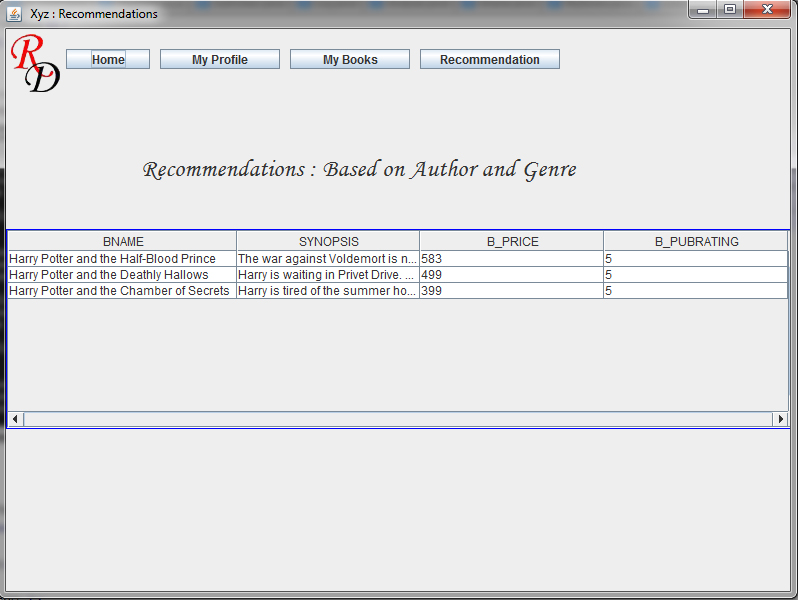 Xyz : Recommendations
RD
Home My Profile My Books Recommendation
Recommendations : Based on Author and Genre
BNAME SYNOPSIS B_PRICE B_PUBRATING
Harry Potter and the Half-Blood Prince The war against Voldemort is n... 583 5
Harry Potter and the Deathly Hallows Harry is waiting in Privet Drive. ... 499 5
Harry Potter and the Chamber of Secrets Harry is tired of the summer ho... 399 5